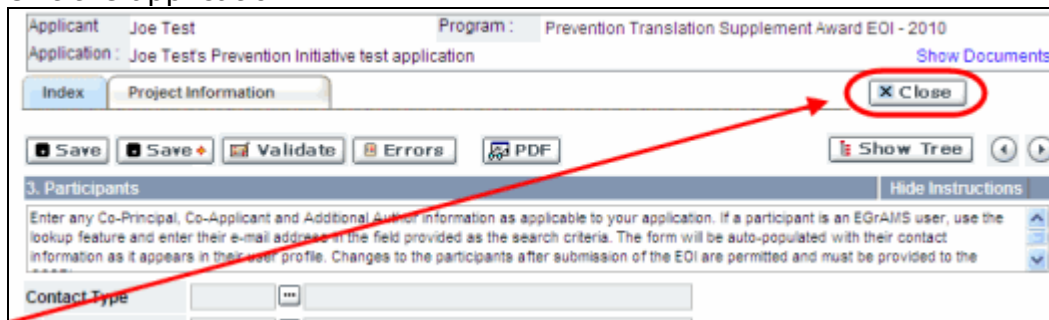 Applicant Joe Test Program : Prevention Translation Supplement Award EOI - 2010
Application : Joe Test's Prevention Initiative test application Show Documents
Index Project Information Close
Save Save Validate Errors PDF Show Tree
3. Participants Hide Instructions
Enter any Co-Principal, Co-Applicant and Additional Author information as applicable to your application. If a participant is an EGrAMS user, use the
lookup feature and enter their e-mail address in the field provided as the search criteria. The form will be auto-populated with their contact
information as it appears in their user profile. Changes to the participants after submission of the EOI are permitted and must be provided to the
Contact Type